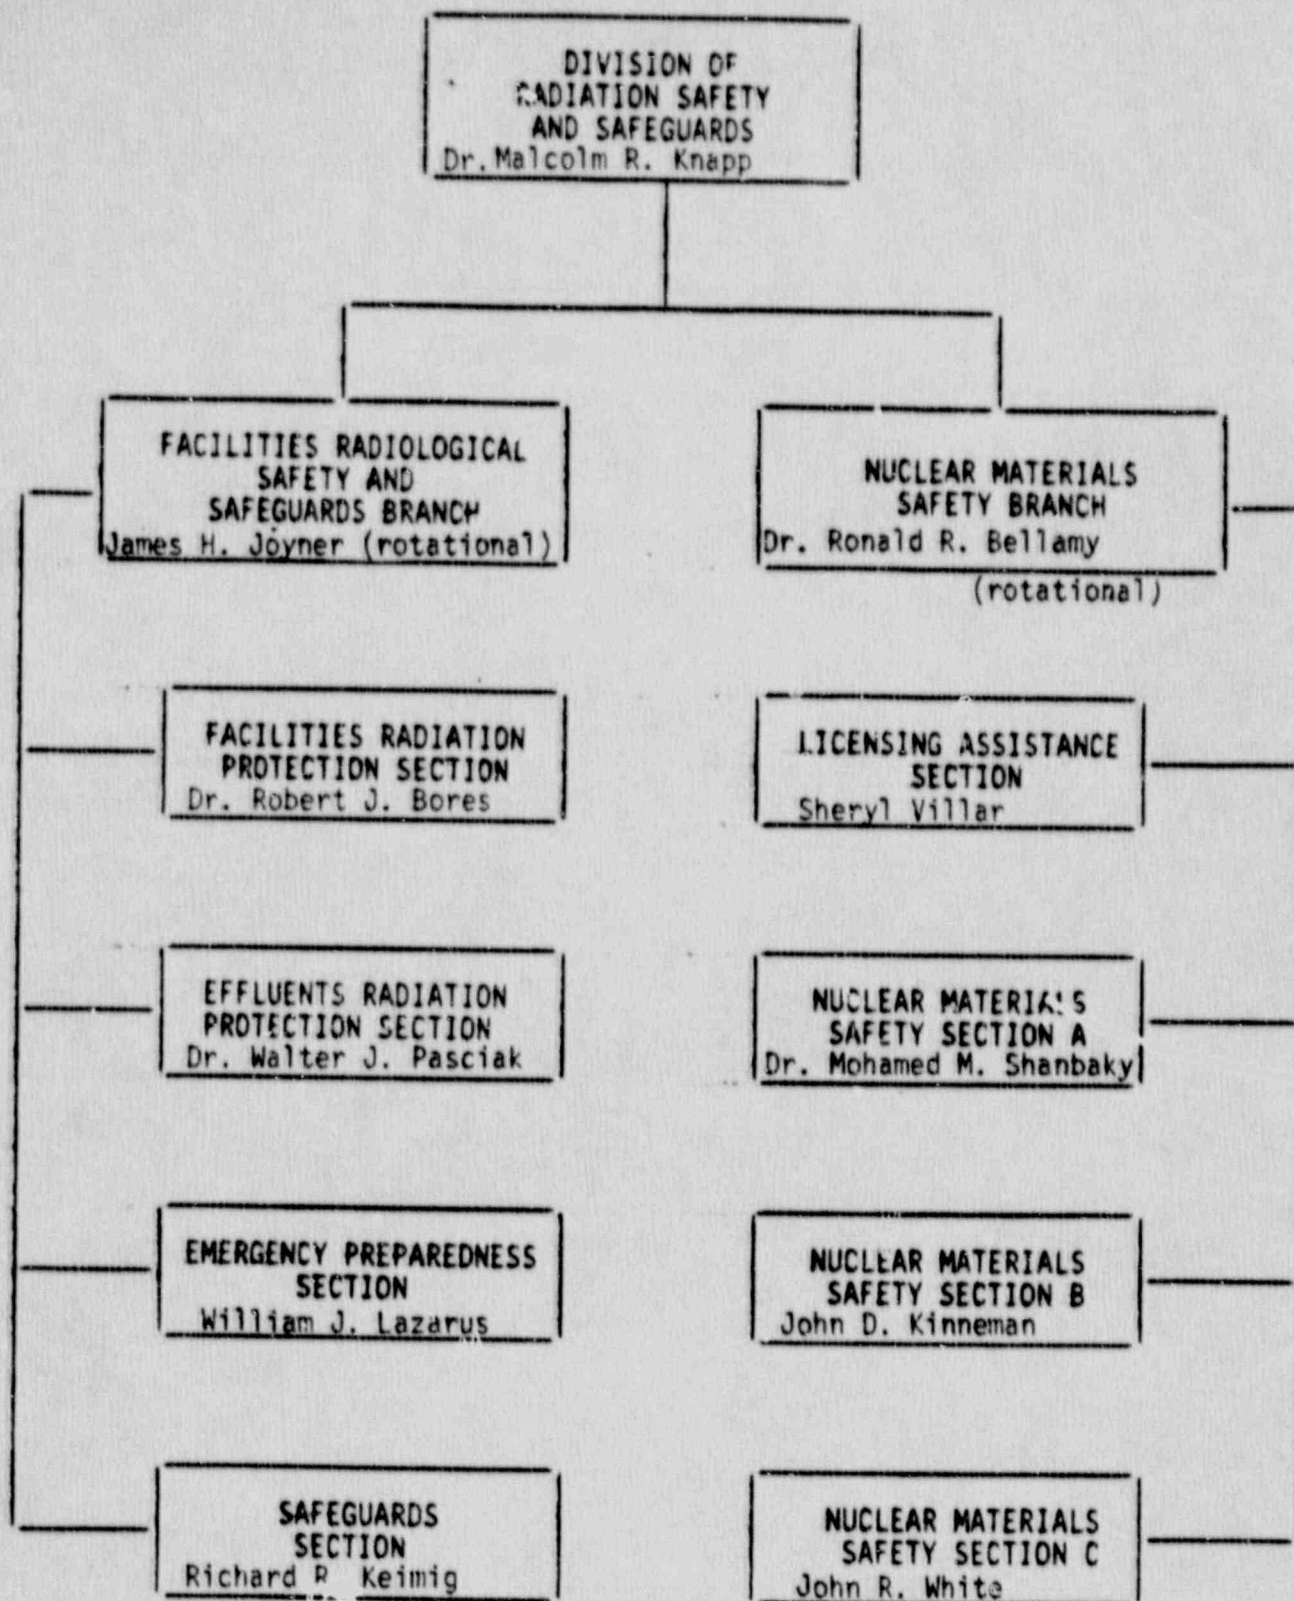 DIVISION OF
RADIATION SAFETY
AND SAFEGUARDS
Dr. Malcolm R. Knapp
FACILITIES RADIOLOGICAL
SAFETY AND
SAFEGUARDS BRANCH
James H. Joyner (rotational)
NUCLEAR MATERIALS
SAFETY BRANCH
Dr. Ronald R. Bellamy
(rotational)
FACILITIES RADIATION
PROTECTION SECTION
Dr. Robert J. Bores
LICENSING ASSISTANCE
SECTION
Sheryl Villar
EFFLUENTS RADIATION
PROTECTION SECTION
Dr. Walter J. Pasciak
NUCLEAR MATERIALS
SAFETY SECTION A
Dr. Mohamed M. Shanbaky
EMERGENCY PREPAREDNESS
SECTION
William J. Lazarus
NUCLEAR MATERIALS
SAFETY SECTION B
John D. Kinneman
SAFEGUARDS
SECTION
Richard R Keimig
NUCLEAR MATERIALS
SAFETY SECTION C
John R. White